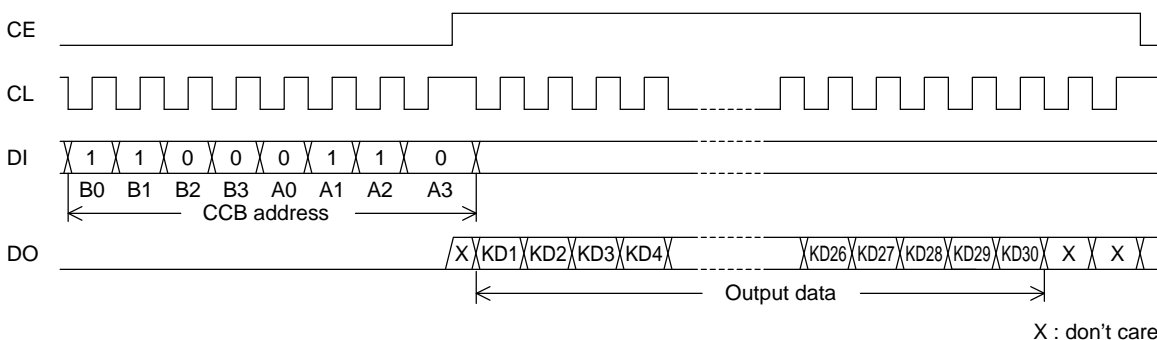 CE
CL
DI 1 1 0 0 0 1 1 0
B0 B1 B2 B3 A0 A1 A2 A3
CCB address
DO X KD1 KD2 KD3 KD4 KD26 KD27 KD28 KD29 KD30 X X
Output data
X : don't care